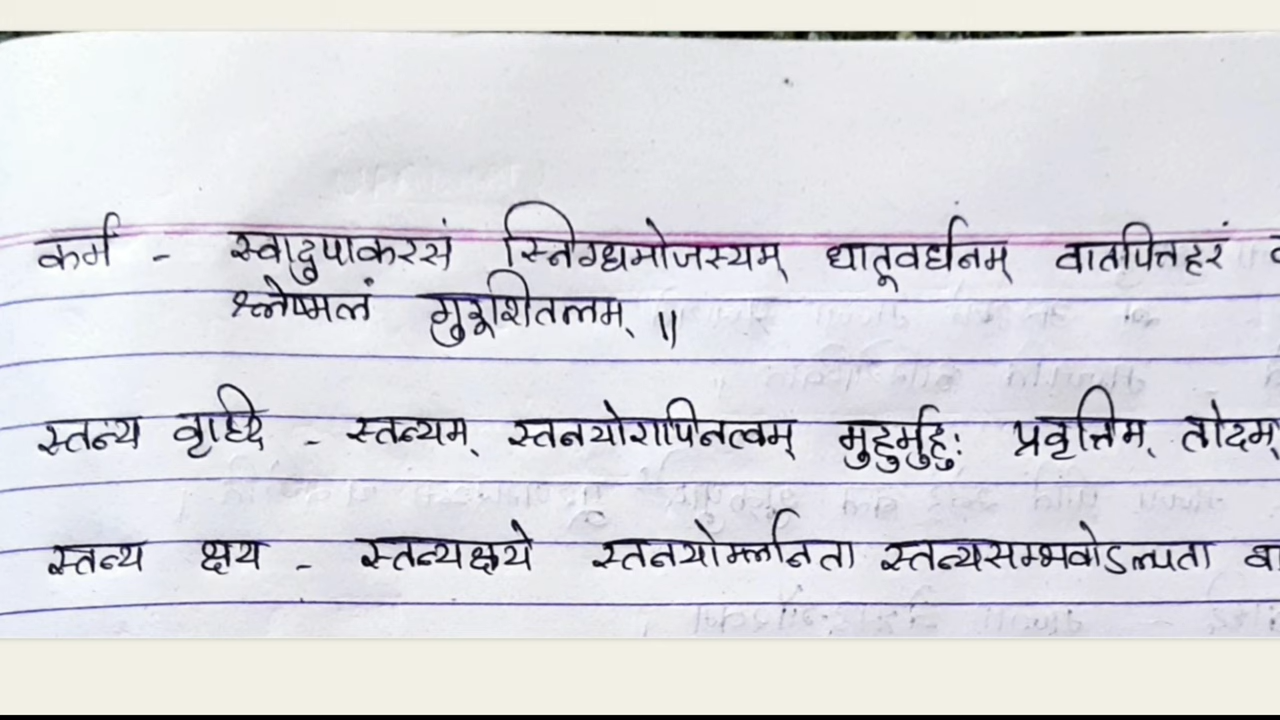 कर्म - स्वादुपाकरसं स्निग्धमोजस्यम् धातूवर्धनम् वातपित्तहरं
श्लेष्मलं गुरूशितलम् ॥
स्तन्य वृध्दि - स्तन्यम् स्तनयोरापिनत्वम् मुहुर्मुहुः प्रवृत्तिम् तोदम्
स्तन्य क्षय - स्तन्यक्षये स्तनयोर्म्लानिता स्तन्यसम्भवोऽल्पता